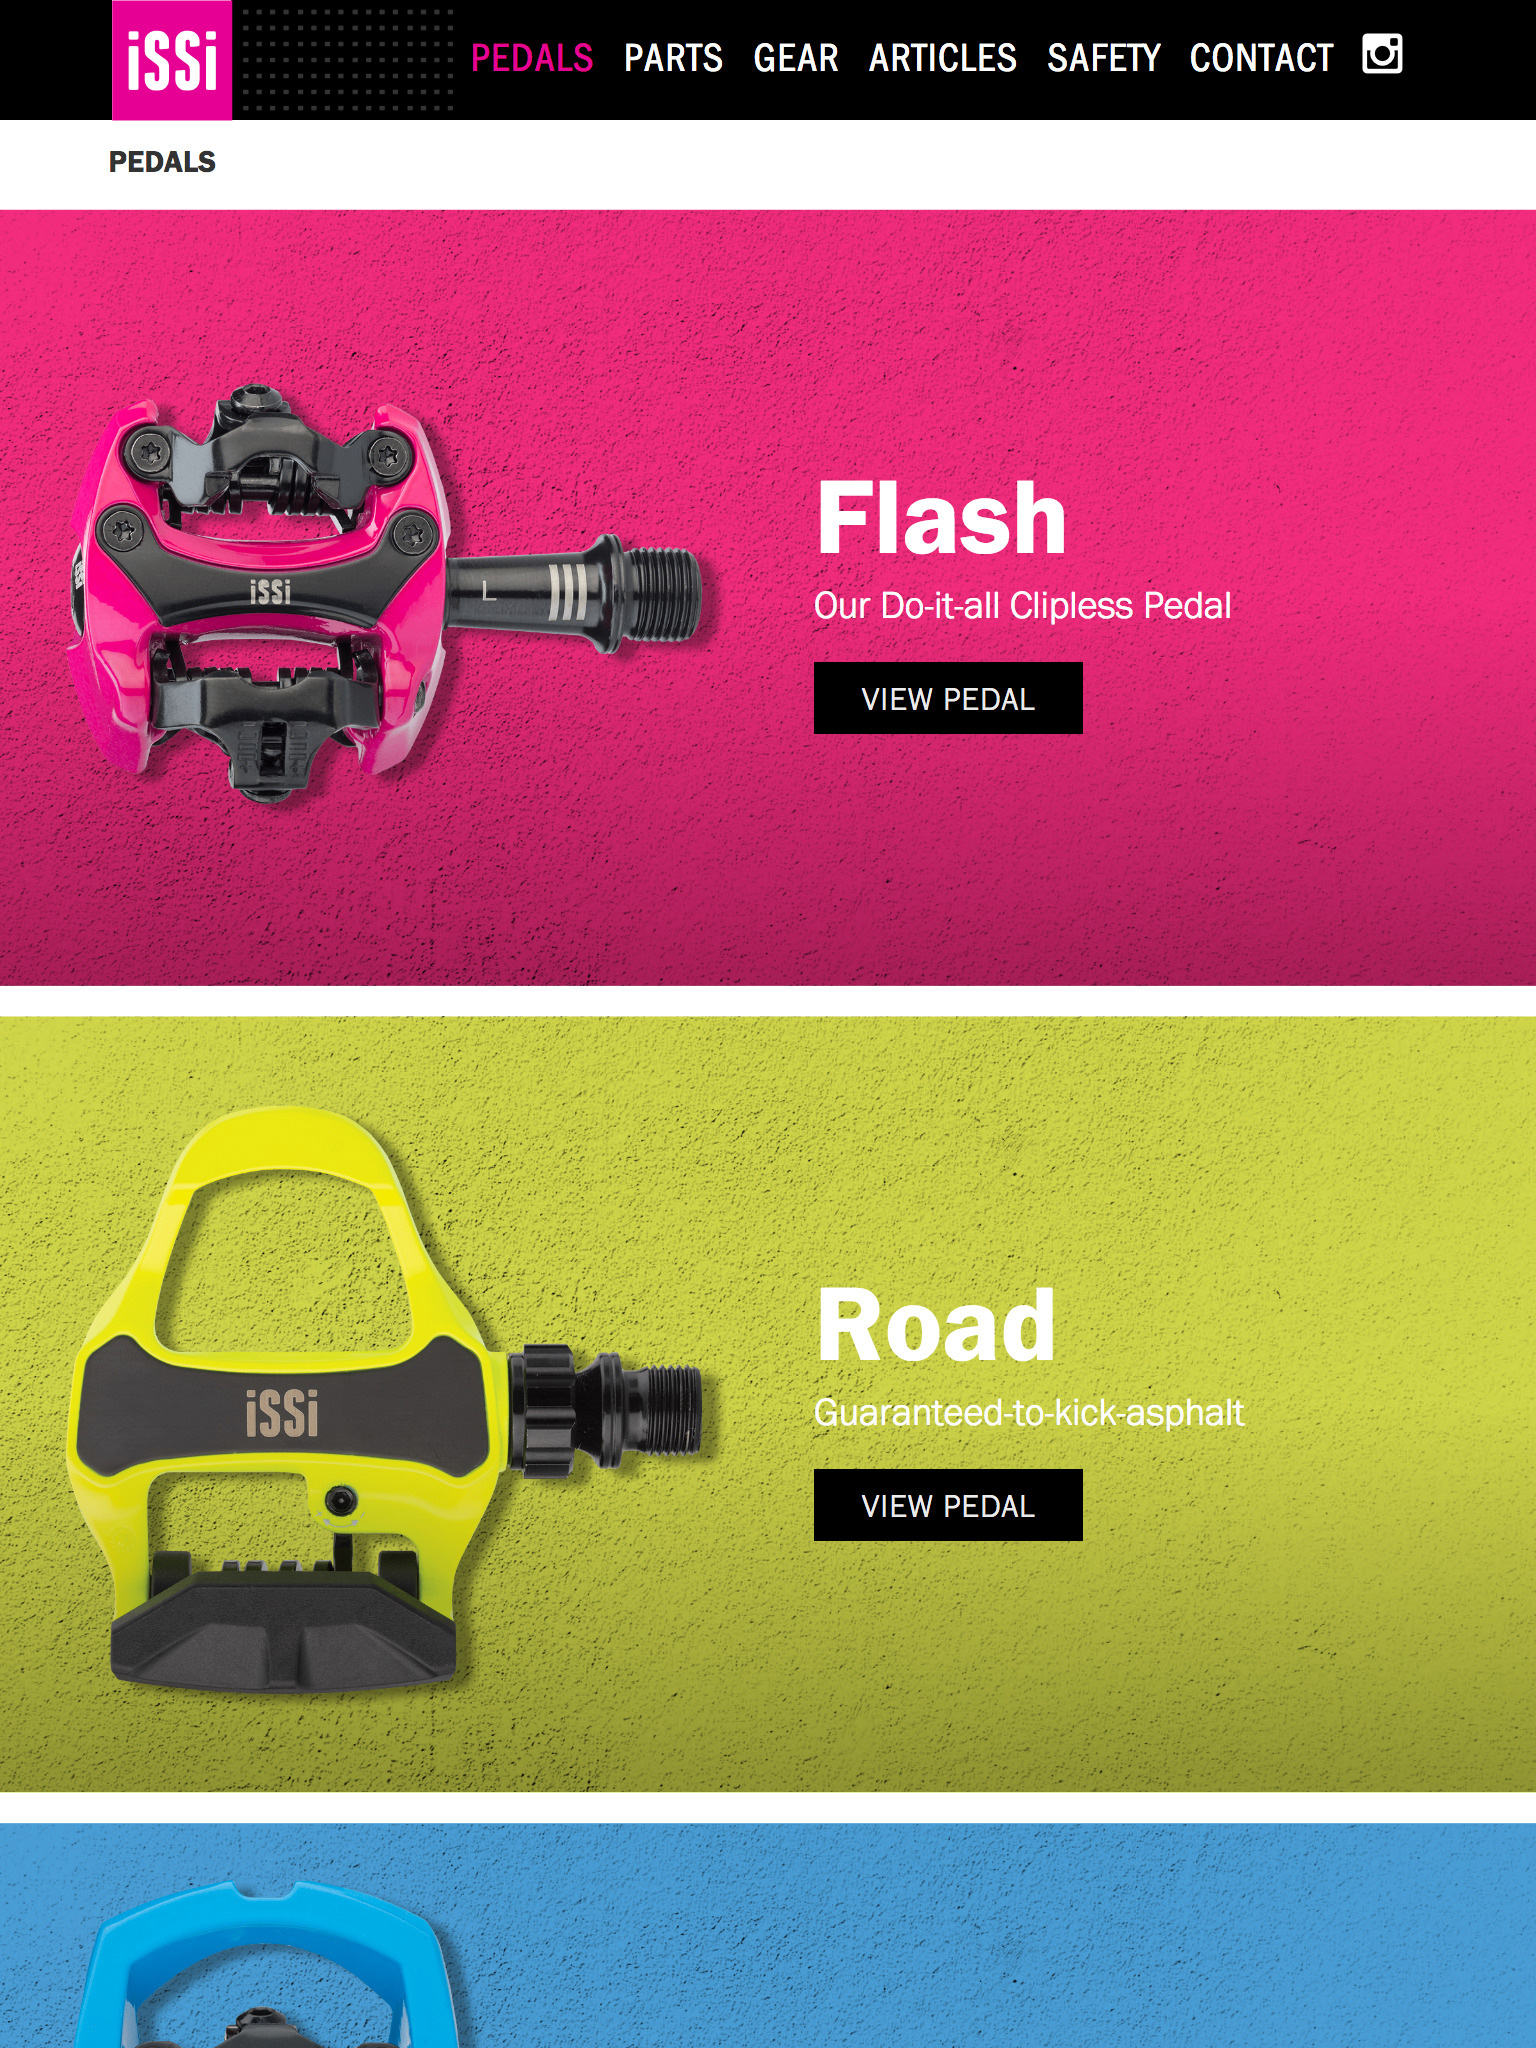 iSSi
PEDALS PARTS GEAR ARTICLES SAFETY CONTACT
PEDALS
Flash
Our Do-it-all Clipless Pedal
VIEW PEDAL
iSSi
L
Road
Guaranteed-to-kick-asphalt
VIEW PEDAL
iSSi